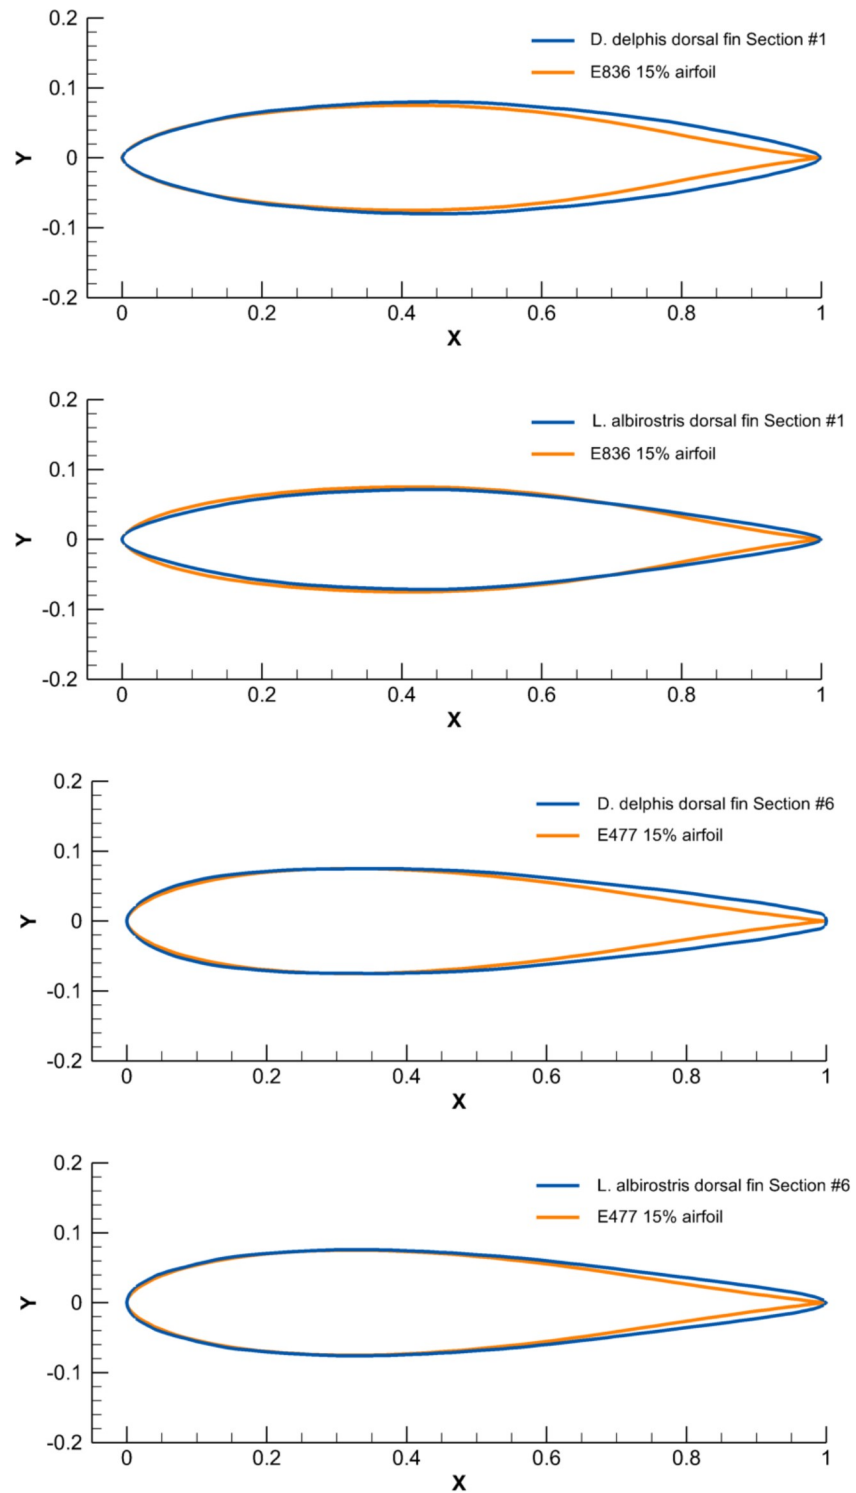 0.2
D. delphis dorsal fin Section #1
E836 15% airfoil
0.1
Y
0
-0.1
-0.2
0 0.2 0.4 0.6 0.8 1
X
0.2
L. albirostris dorsal fin Section #1
E836 15% airfoil
0.1
Y
0
-0.1
-0.2
0 0.2 0.4 0.6 0.8 1
X
0.2
D. delphis dorsal fin Section #6
E477 15% airfoil
0.1
Y
0
-0.1
-0.2
0 0.2 0.4 0.6 0.8 1
X
0.2
L. albirostris dorsal fin Section #6
E477 15% airfoil
0.1
Y
0
-0.1
-0.2
0 0.2 0.4 0.6 0.8 1
X